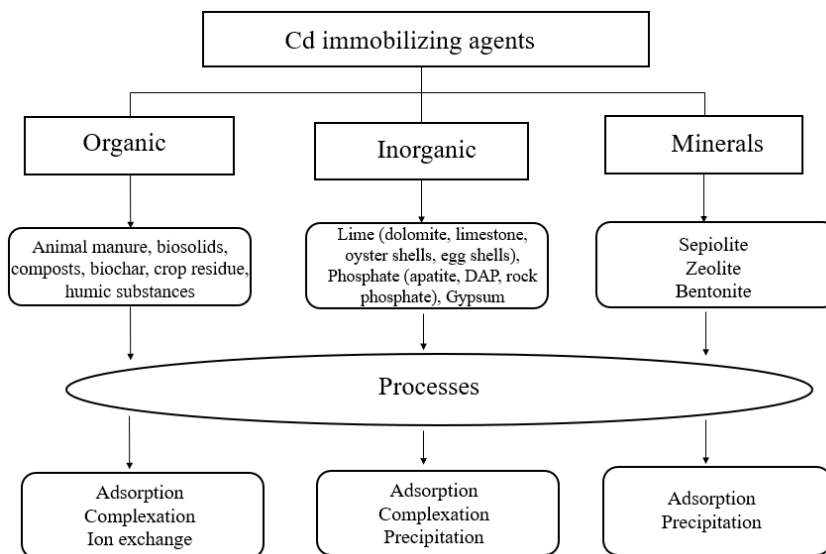 Cd immobilizing agents
Organic
Inorganic
Minerals
Animal manure, biosolids,
composts, biochar, crop residue,
humic substances
Lime (dolomite, limestone,
oyster shells, egg shells),
Phosphate (apatite, DAP, rock
phosphate), Gypsum
Sepiolite
Zeolite
Bentonite
Processes
Adsorption
Complexation
Ion exchange
Adsorption
Complexation
Precipitation
Adsorption
Precipitation